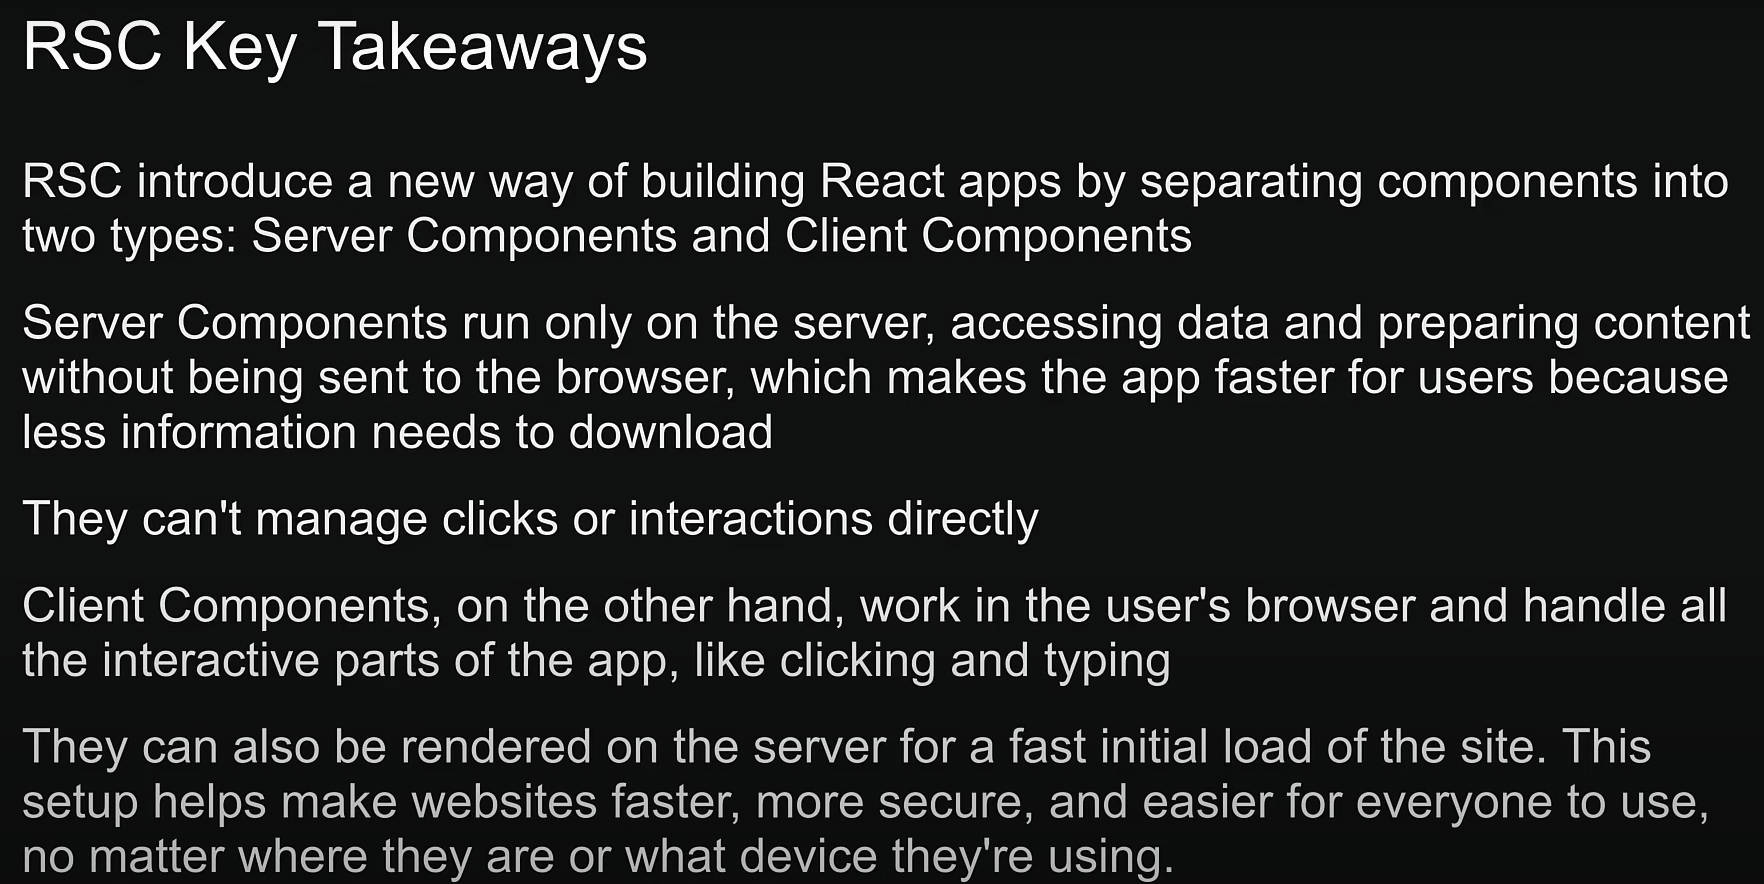 RSC Key Takeaways
RSC introduce a new way of building React apps by separating components into
two types: Server Components and Client Components
Server Components run only on the server, accessing data and preparing content
without being sent to the browser, which makes the app faster for users because
less information needs to download
They can't manage clicks or interactions directly
Client Components, on the other hand, work in the user's browser and handle all
the interactive parts of the app, like clicking and typing
They can also be rendered on the server for a fast initial load of the site. This
setup helps make websites faster, more secure, and easier for everyone to use,
no matter where they are or what device they're using.